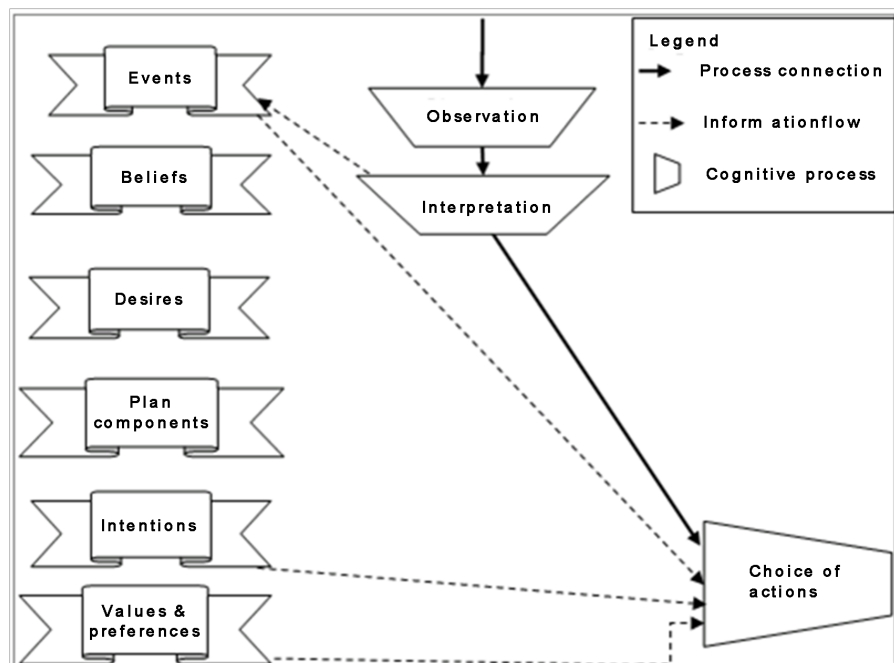 Events
Beliefs
Desires
Plan
components
Intentions
Values &
preferences
Observation
Interpretation
Choice of
actions
Legend
Process connection
Inform ationflow
Cognitive process